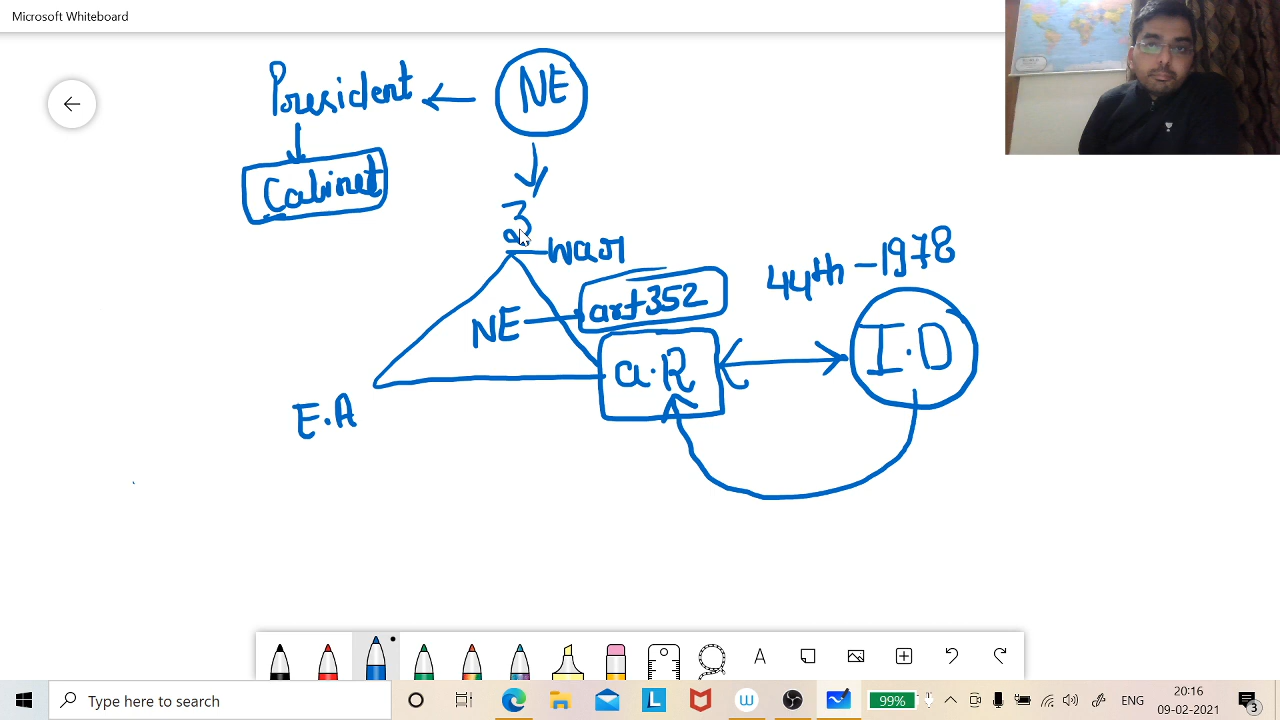 Microsoft Whiteboard
President ← NE
Cabinet
3
war
44th - 1978
art 352
NE
a.R
I.D
E.A
A
Type here to search
99%
ENG
20:16
09-02-2021
3